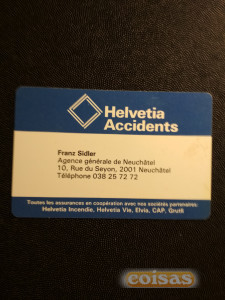 Helvetia
Accidents
Franz Sidler
Agence générale de Neuchâtel
10, Rue du Seyon, 2001 Neuchâtel
Téléphone 038 25 72 72
Toutes les assurances en coopération avec nos sociétés partenaires:
Helvetia Incendie, Helvetia Vie, Elvia, CAP, Grutli
coisas